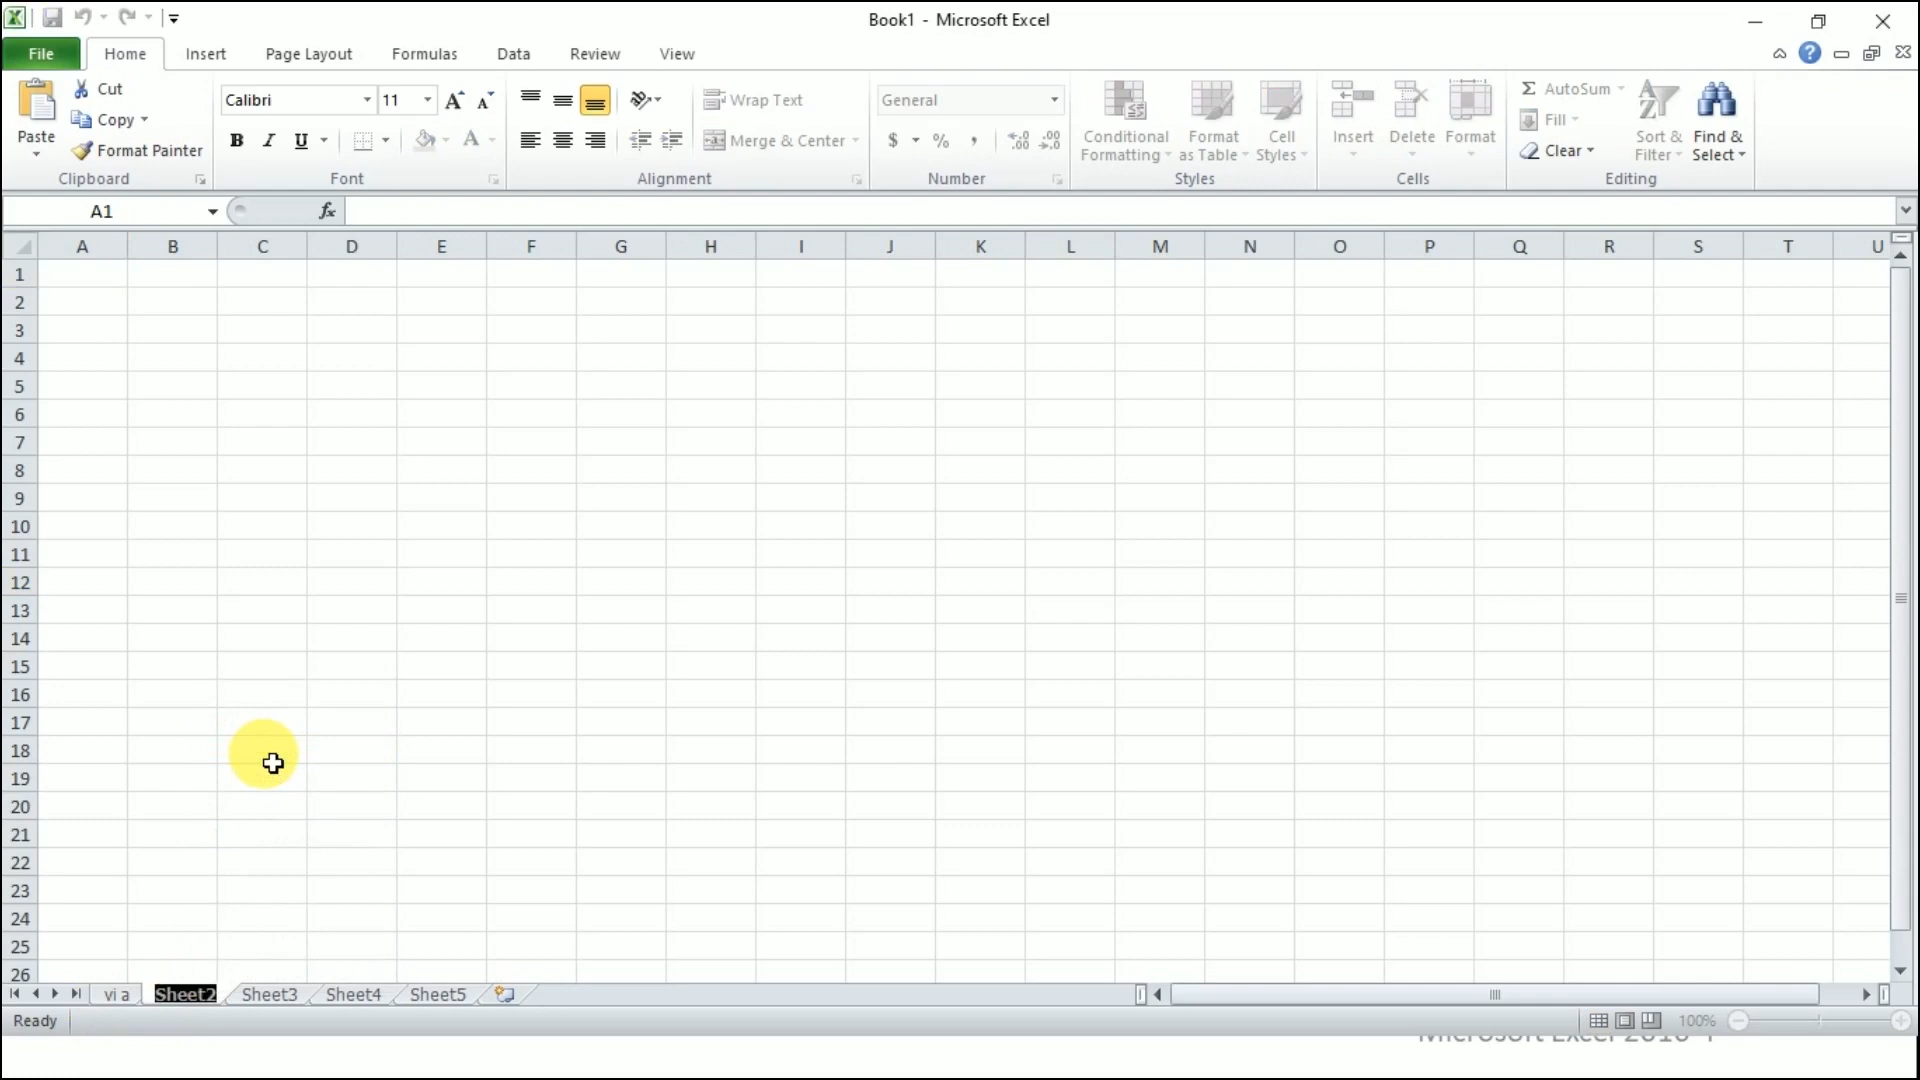 Book1 - Microsoft Excel
File Home Insert Page Layout Formulas Data Review View
Paste
Cut
Copy
Format Painter
Clipboard
Calibri 11
B I U
Font
Wrap Text
Merge & Center
Alignment
General
$ % ,
Number
Conditional Formatting
Format as Table
Cell Styles
Styles
Insert Delete Format
Cells
Σ AutoSum
Fill
Clear
Sort & Filter
Find & Select
Editing
A1 fx
A B C D E F G H I J K L M N O P Q R S T U
1
2
3
4
5
6
7
8
9
10
11
12
13
14
15
16
17
18
19
20
21
22
23
24
25
26
vi a Sheet2 Sheet3 Sheet4 Sheet5
Ready 100%